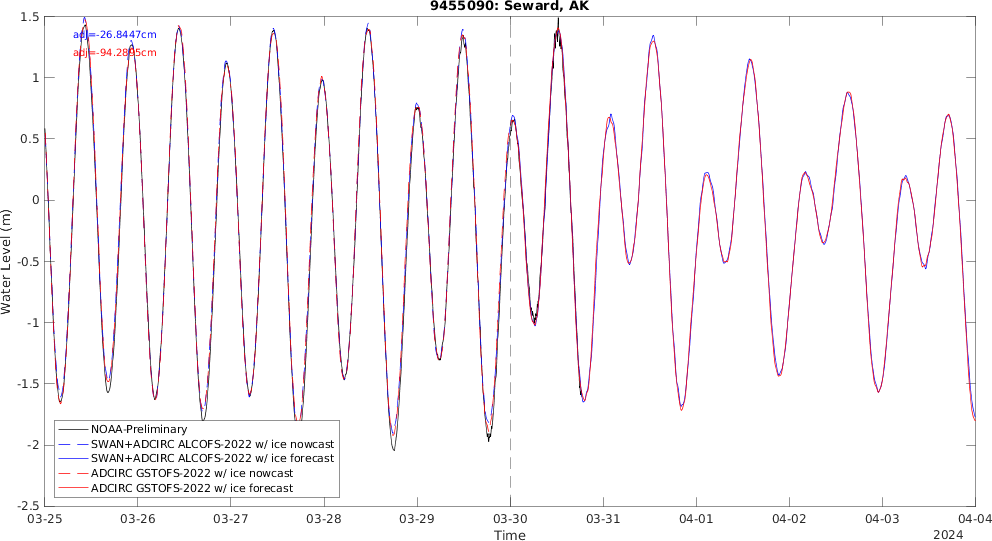 9455090: Seward, AK
adj=-26.8447cm
adj=-94.2895cm
1.5
1
0.5
0
-0.5
-1
-1.5
-2
-2.5
Water Level (m)
NOAA-Preliminary
SWAN+ADCIRC ALCOFS-2022 w/ ice nowcast
SWAN+ADCIRC ALCOFS-2022 w/ ice forecast
ADCIRC GSTOFS-2022 w/ ice nowcast
ADCIRC GSTOFS-2022 w/ ice forecast
03-25 03-26 03-27 03-28 03-29 03-30 03-31 04-01 04-02 04-03 04-04
Time
2024